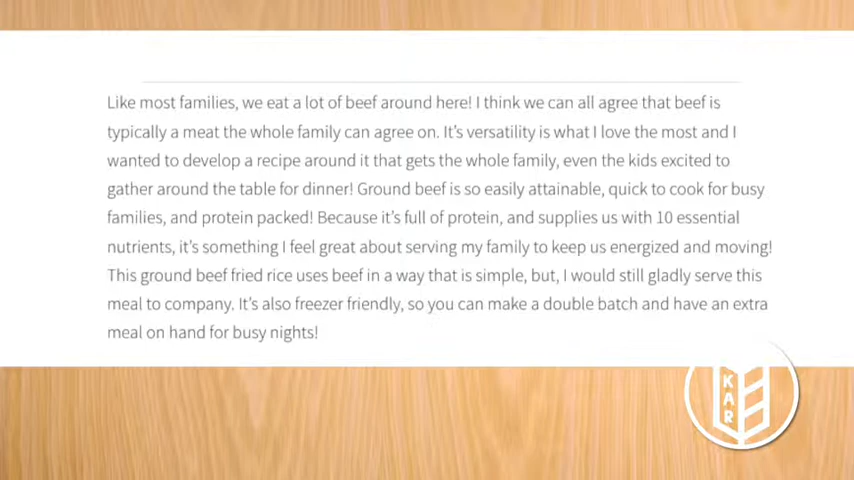 Like most families, we eat a lot of beef around here! I think we can all agree that beef is
typically a meat the whole family can agree on. It's versatility is what I love the most and I
wanted to develop a recipe around it that gets the whole family, even the kids excited to
gather around the table for dinner! Ground beef is so easily attainable, quick to cook for busy
families, and protein packed! Because it's full of protein, and supplies us with 10 essential
nutrients, it's something I feel great about serving my family to keep us energized and moving!
This ground beef fried rice uses beef in a way that is simple, but, I would still gladly serve this
meal to company. It's also freezer friendly, so you can make a double batch and have an extra
meal on hand for busy nights!
KAR